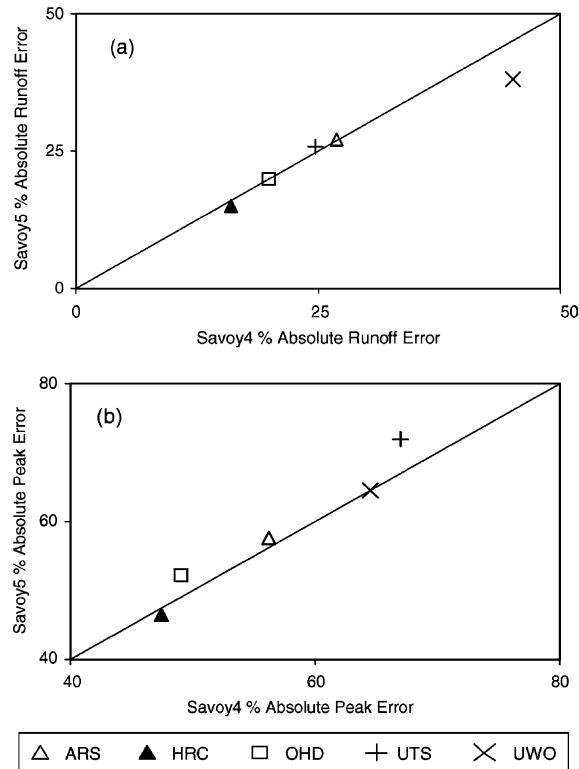 50
(a)
Savoy5 % Absolute Runoff Error
25
0
0 25 50
Savoy4 % Absolute Runoff Error
80
(b)
Savoy5 % Absolute Peak Error
60
40
40 60 80
Savoy4 % Absolute Peak Error
ARS HRC OHD UTS UWO